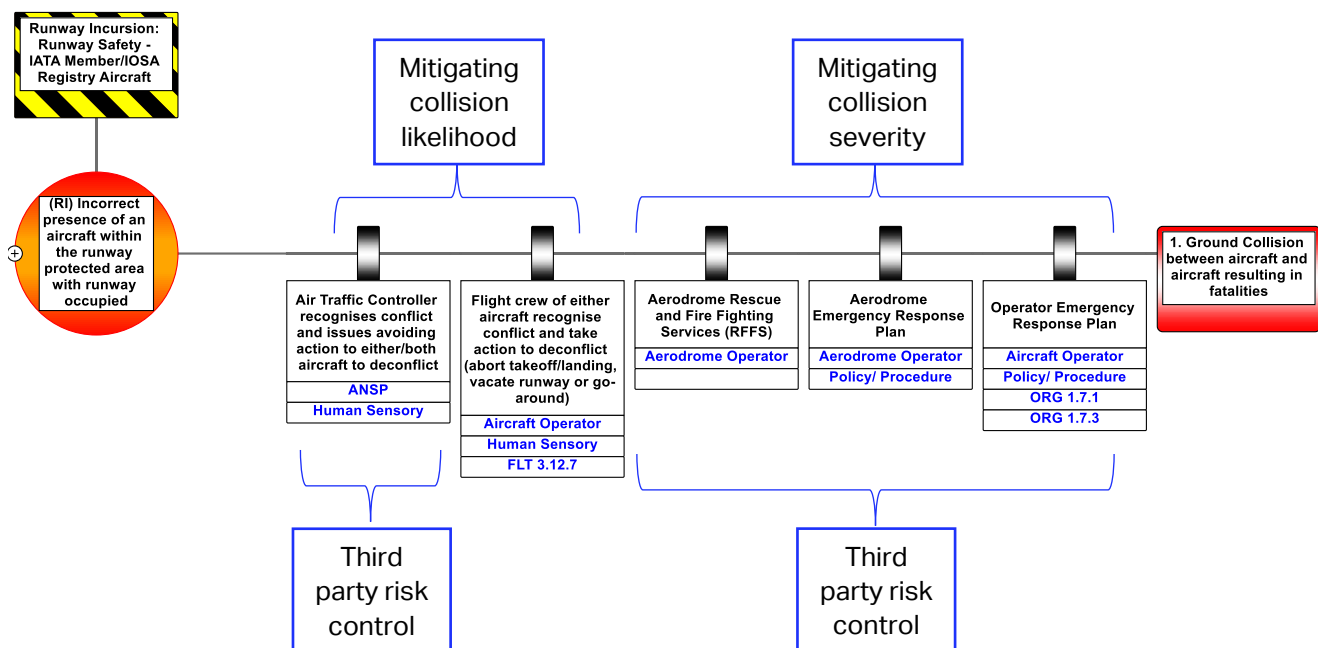 Runway Incursion:
Runway Safety -
IATA Member/IOSA
Registry Aircraft
Mitigating
collision
likelihood
Mitigating
collision
severity
(RI) Incorrect
presence of an
aircraft within
the runway
protected area
with runway
occupied
+
1. Ground Collision
between aircraft and
aircraft resulting in
fatalities
Air Traffic Controller
recognises conflict
and issues avoiding
action to either/both
aircraft to deconflict
ANSP
Human Sensory
Flight crew of either
aircraft recognise
conflict and take
action to deconflict
(abort takeoff/landing,
vacate runway or go-
around)
Aircraft Operator
Human Sensory
FLT 3.12.7
Aerodrome Rescue
and Fire Fighting
Services (RFFS)
Aerodrome Operator
Aerodrome
Emergency Response
Plan
Aerodrome Operator
Policy/ Procedure
Operator Emergency
Response Plan
Aircraft Operator
Policy/ Procedure
ORG 1.7.1
ORG 1.7.3
Third
party risk
control
Third
party risk
control